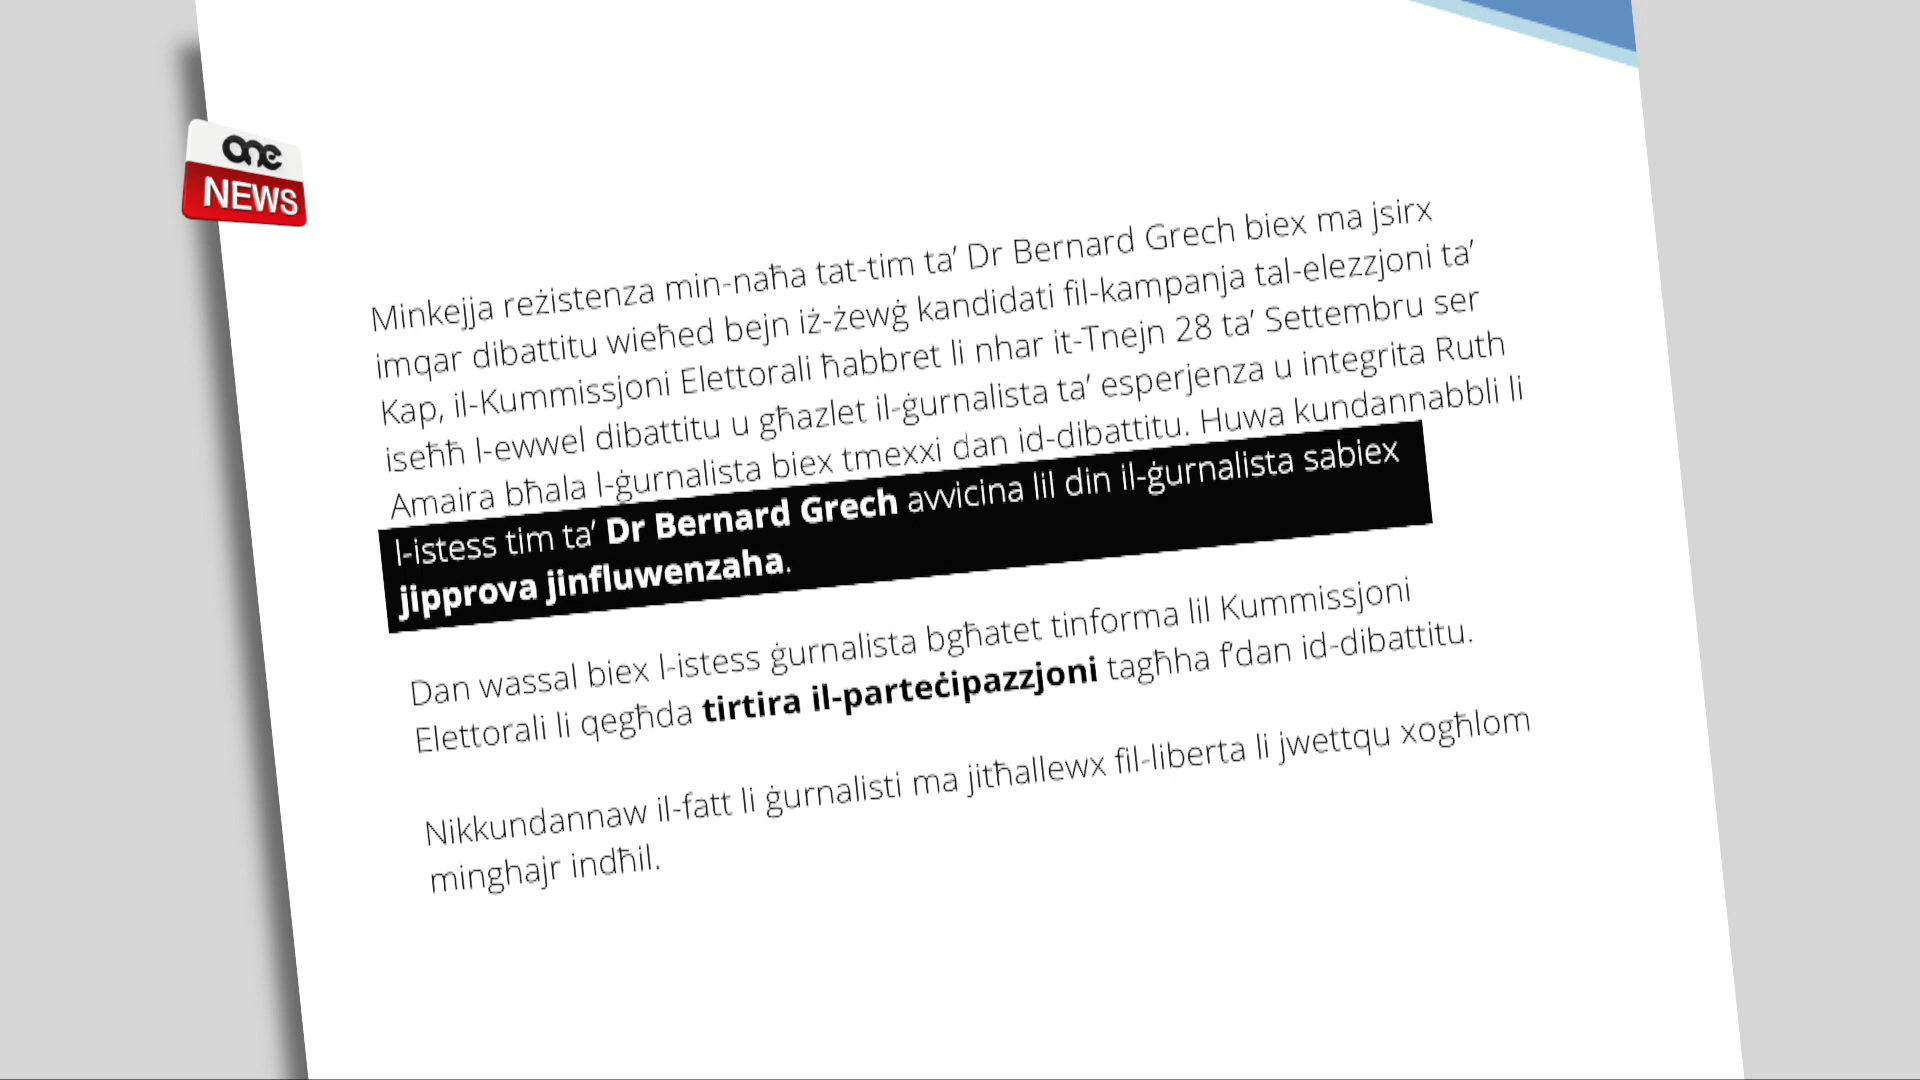 one
NEWS
Minkejja reżistenza min-naħa tat-tim ta’ Dr Bernard Grech biex ma jsirx
imqar dibattitu wieħed bejn iż-żewġ kandidati fil-kampanja tal-elezzjoni ta’
Kap, il-Kummissjoni Elettorali ħabbret li nhar it-Tnejn 28 ta’ Settembru ser
iseħħ l-ewwel dibattitu u għazlet il-ġurnalista ta’ esperjenza u integrita Ruth
Amaira bħala l-ġurnalista biex tmexxi dan id-dibattitu. Huwa kundannabbli li
l-istess tim ta’ Dr Bernard Grech avvicina lil din il-ġurnalista sabiex
jipprova jinfluwenzaha.
Dan wassal biex l-istess ġurnalista bgħatet tinforma lil Kummissjoni
Elettorali li qegħda tirtira il-parteċipazzjoni tagħha f’dan id-dibattitu.
Nikkundannaw il-fatt li ġurnalisti ma jitħallewx fil-liberta li jwettqu xogħlom
minghajr indħil.